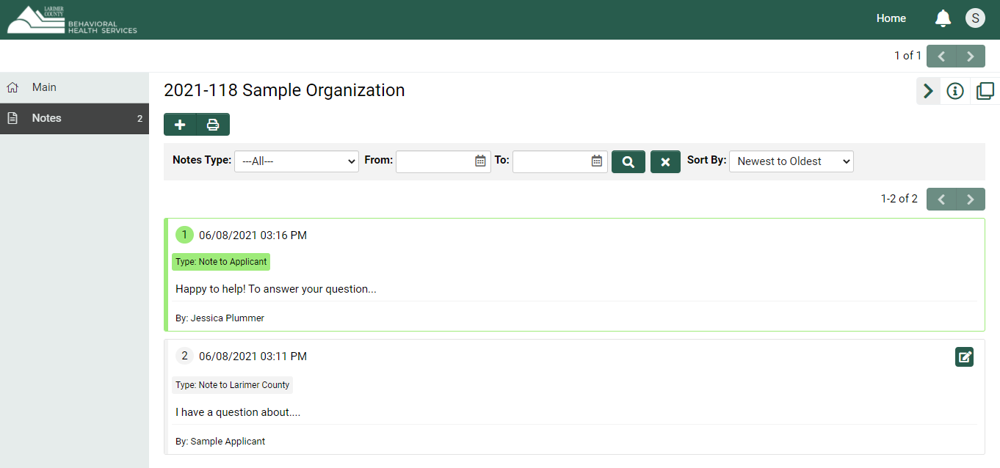 LARIMER
COUNTY
BEHAVIORAL
HEALTH SERVICES
Home
S
1 of 1
Main
Notes 2
2021-118 Sample Organization
Notes Type: ---All--- From: To: Sort By: Newest to Oldest
1-2 of 2
1 06/08/2021 03:16 PM
Type: Note to Applicant
Happy to help! To answer your question...
By: Jessica Plummer
2 06/08/2021 03:11 PM
Type: Note to Larimer County
I have a question about....
By: Sample Applicant